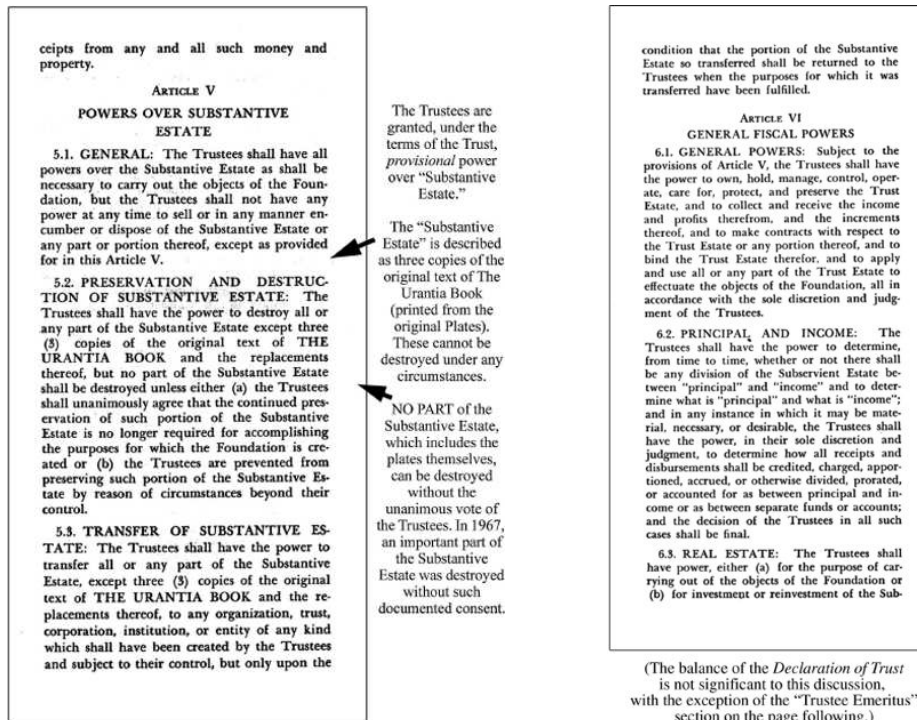 ceipts from any and all such money and
property.
ARTICLE V
POWERS OVER SUBSTANTIVE
ESTATE
5.1. GENERAL: The Trustees shall have all
powers over the Substantive Estate as shall be
necessary to carry out the objects of the Foun-
dation, but the Trustees shall not have any
power at any time to sell or in any manner en-
cumber or dispose of the Substantive Estate or
any part or portion thereof, except as provided
for in this Article V.
5.2. PRESERVATION AND DESTRUC-
TION OF SUBSTANTIVE ESTATE: The
Trustees shall have the power to destroy all or
any part of the Substantive Estate except three
(3) copies of the original text of THE
URANTIA BOOK and the replacements
thereof, but no part of the Substantive Estate
shall be destroyed unless either (a) the Trustees
shall unanimously agree that the continued pres-
ervation of such portion of the Substantive
Estate is no longer required for accomplishing
the purposes for which the Foundation is cre-
ated or (b) the Trustees are prevented from
preserving such portion of the Substantive Es-
tate by reason of circumstances beyond their
control.
5.3. TRANSFER OF SUBSTANTIVE ES-
TATE: The Trustees shall have the power to
transfer all or any part of the Substantive
Estate, except three (3) copies of the original
text of THE URANTIA BOOK and the re-
placements thereof, to any organization, trust,
corporation, institution, or entity of any kind
which shall have been created by the Trustees
and subject to their control, but only upon the
The Trustees are
granted, under the
terms of the Trust,
provisional power
over “Substantive
Estate.”
The “Substantive
Estate” is described
as three copies of the
original text of The
Urantia Book
(printed from the
original Plates).
These cannot be
destroyed under any
circumstances.
NO PART of the
Substantive Estate,
which includes the
plates themselves,
can be destroyed
without the
unanimous vote of
the Trustees. In 1967,
an important part of
the Substantive
Estate was destroyed
without such
documented consent.
condition that the portion of the Substantive
Estate so transferred shall be returned to the
Trustees when the purposes for which it was
transferred have been fulfilled.
ARTICLE VI
GENERAL FISCAL POWERS
6.1. GENERAL POWERS: Subject to the
provisions of Article V, the Trustees shall have
the power to own, hold, manage, control, oper-
ate, care for, protect, and preserve the Trust
Estate, and to collect and receive the income
and profits therefrom, and the increments
thereof, and to make contracts with respect to
the Trust Estate or any portion thereof, and to
bind the Trust Estate therefor, and to apply
and use all or any part of the Trust Estate to
effectuate the objects of the Foundation, all in
accordance with the sole discretion and judg-
ment of the Trustees.
6.2. PRINCIPAL AND INCOME: The
Trustees shall have the power to determine,
from time to time, whether or not there shall
be any division of the Subservient Estate be-
tween "principal" and "income" and to deter-
mine what is "principal" and what is "income";
and in any instance in which it may be mate-
rial, necessary, or desirable, the Trustees shall
have the power, in their sole discretion and
judgment, to determine how all receipts and
disbursements shall be credited, charged, appor-
tioned, accrued, or otherwise divided, prorated,
or accounted for as between principal and in-
come or as between separate funds or accounts;
and the decision of the Trustees in all such
cases shall be final.
6.3. REAL ESTATE: The Trustees shall
have power, either (a) for the purpose of car-
rying out of the objects of the Foundation or
(b) for investment or reinvestment of the Sub-
(The balance of the Declaration of Trust
is not significant to this discussion,
with the exception of the “Trustee Emeritus”
section on the page following.)